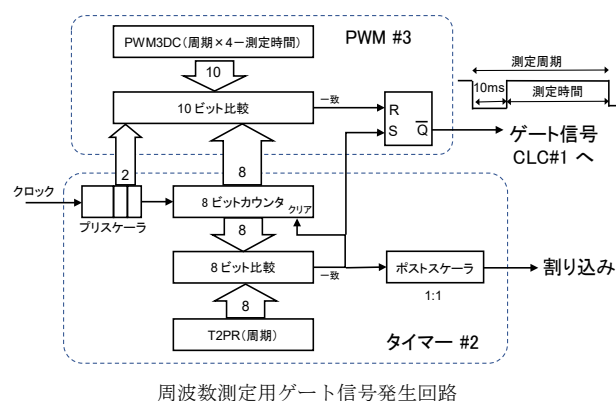 PWM3DC(周期×4－測定時間)
PWM #3
10
10 ビット比較
一致
R
S
Q
測定周期
10ms
測定時間
ゲート信号
CLC#1 へ
2
8
クロック
プリスケーラ
8 ビットカウンタ
クリア
8
8 ビット比較
一致
ポストスケーラ
1:1
割り込み
8
T2PR(周期)
タイマー #2
周波数測定用ゲート信号発生回路